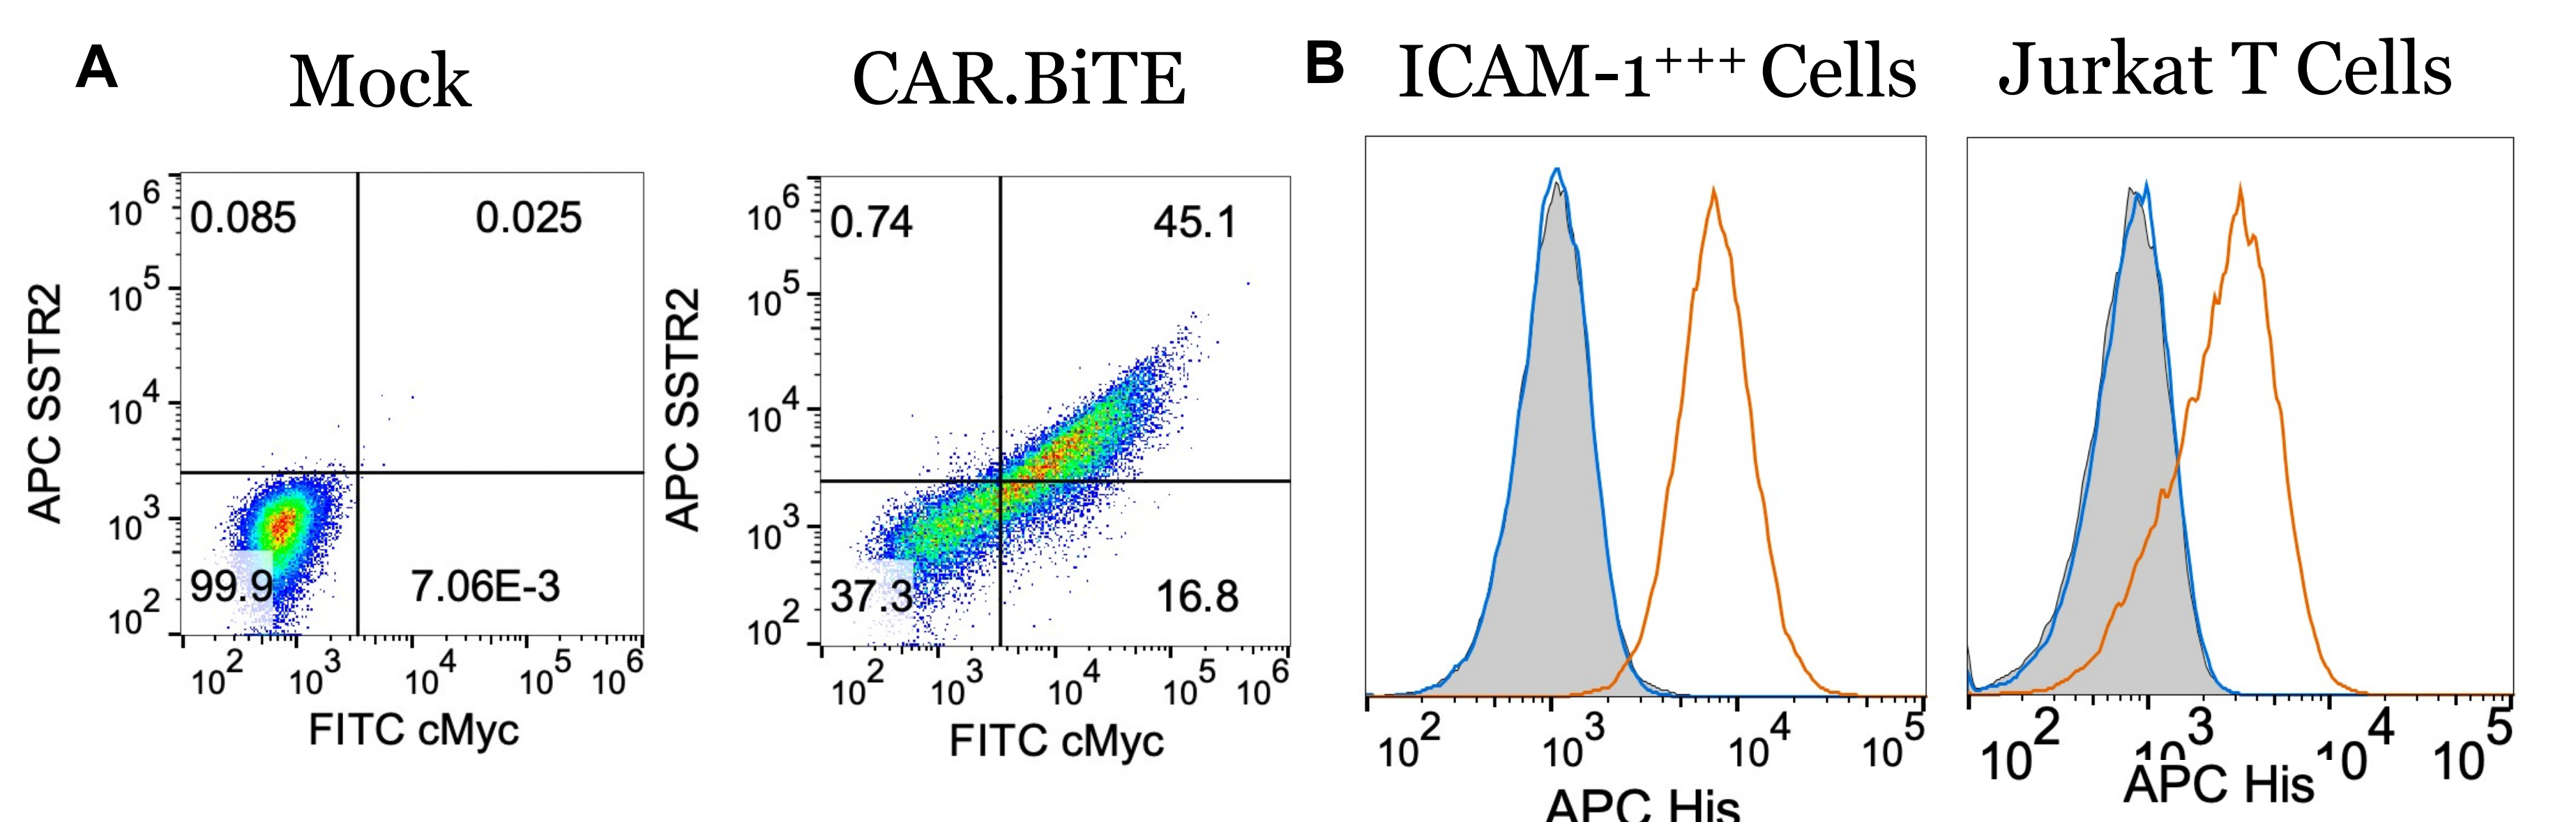 A
Mock
CAR.BiTE
B
ICAM-1+++ Cells
Jurkat T Cells
APC SSTR2
10^6
10^5
10^4
10^3
10^2
0.085
0.025
99.9
7.06E-3
10^2
10^3
10^4
10^5
10^6
FITC cMyc
APC SSTR2
10^6
10^5
10^4
10^3
10^2
0.74
45.1
37.3
16.8
10^2
10^3
10^4
10^5
10^6
FITC cMyc
10^2
10^3
10^4
10^5
APC His
10^2
10^3
10^4
10^5
APC His